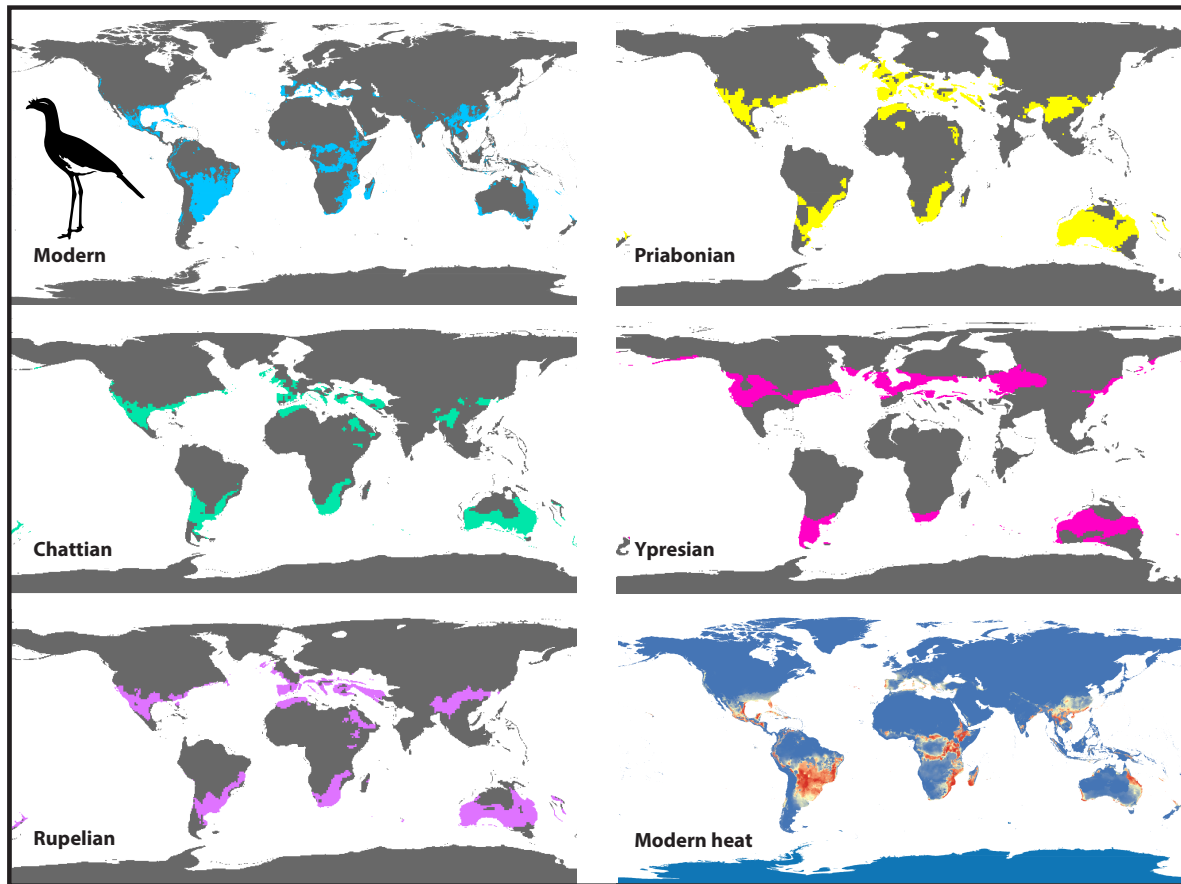 Modern
Priabonian
Chattian
Ypresian
Rupelian
Modern heat